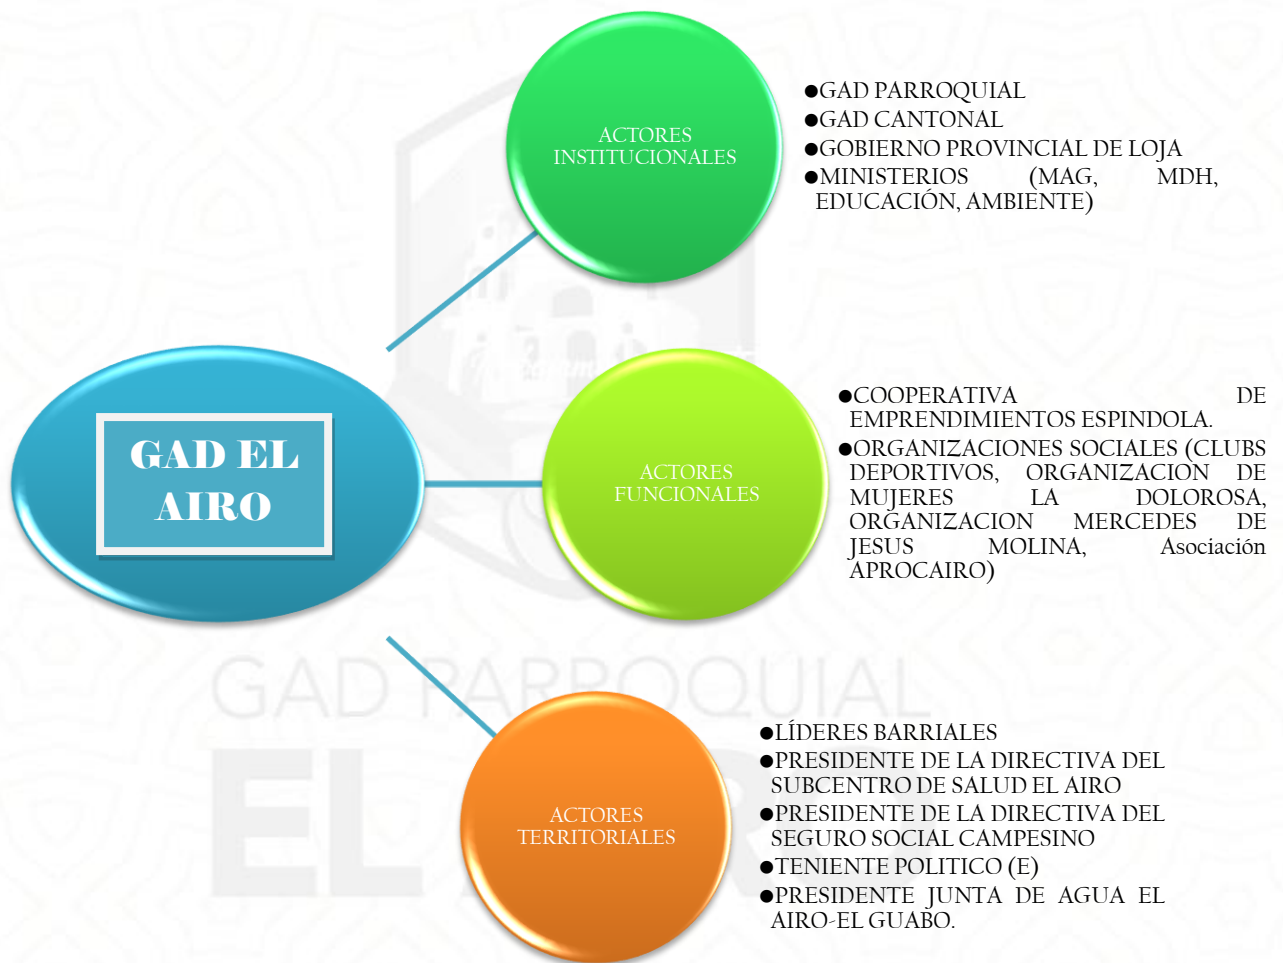 ACTORES
INSTITUCIONALES
●GAD PARROQUIAL
●GAD CANTONAL
●GOBIERNO PROVINCIAL DE LOJA
●MINISTERIOS (MAG, MDH,
EDUCACIÓN, AMBIENTE)
GAD EL
AIRO
ACTORES
FUNCIONALES
●COOPERATIVA DE
EMPRENDIMIENTOS ESPINDOLA.
●ORGANIZACIONES SOCIALES (CLUBS
DEPORTIVOS, ORGANIZACION DE
MUJERES LA DOLOROSA,
ORGANIZACION MERCEDES DE
JESUS MOLINA, Asociación
APROCAIRO)
GAD PARROQUIAL
EL AIRO
ACTORES
TERRITORIALES
●LÍDERES BARRIALES
●PRESIDENTE DE LA DIRECTIVA DEL
SUBCENTRO DE SALUD EL AIRO
●PRESIDENTE DE LA DIRECTIVA DEL
SEGURO SOCIAL CAMPESINO
●TENIENTE POLITICO (E)
●PRESIDENTE JUNTA DE AGUA EL
AIRO-EL GUABO.